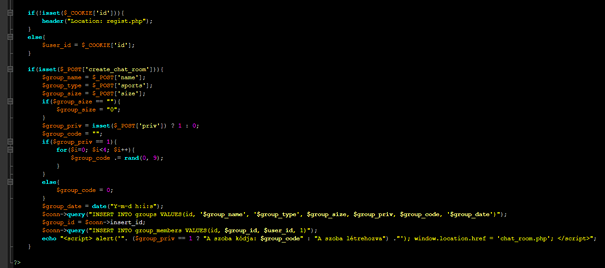 if(!isset($_COOKIE['id'])){
header("Location: regist.php");
}
else{
$user_id = $_COOKIE['id'];
}
if(isset($_POST['create_chat_room'])){
$group_name = $_POST['name'];
$group_type = $_POST['sports'];
$group_size = $_POST['size'];
if($group_size == ""){
$group_size = "0";
}
$group_priv = isset($_POST['priv']) ? 1 : 0;
$group_code = "";
if($group_priv == 1){
for($i=0; $i<4; $i++){
$group_code .= rand(0, 9);
}
}
else{
$group_code = 0;
}
$group_date = date("Y-m-d h:i:s");
$conn->query("INSERT INTO groups VALUES(id, '$group_name', '$group_type', $group_size, $group_priv, $group_code, '$group_date')");
$group_id = $conn->insert_id;
$conn->query("INSERT INTO group_members VALUES(id, $group_id, $user_id, 1)");
echo "<script> alert('". ($group_priv == 1 ? "A szoba kódja: $group_code" : "A szoba létrehozva") ."'); window.location.href = 'chat_room.php'; </script>";
}
?>